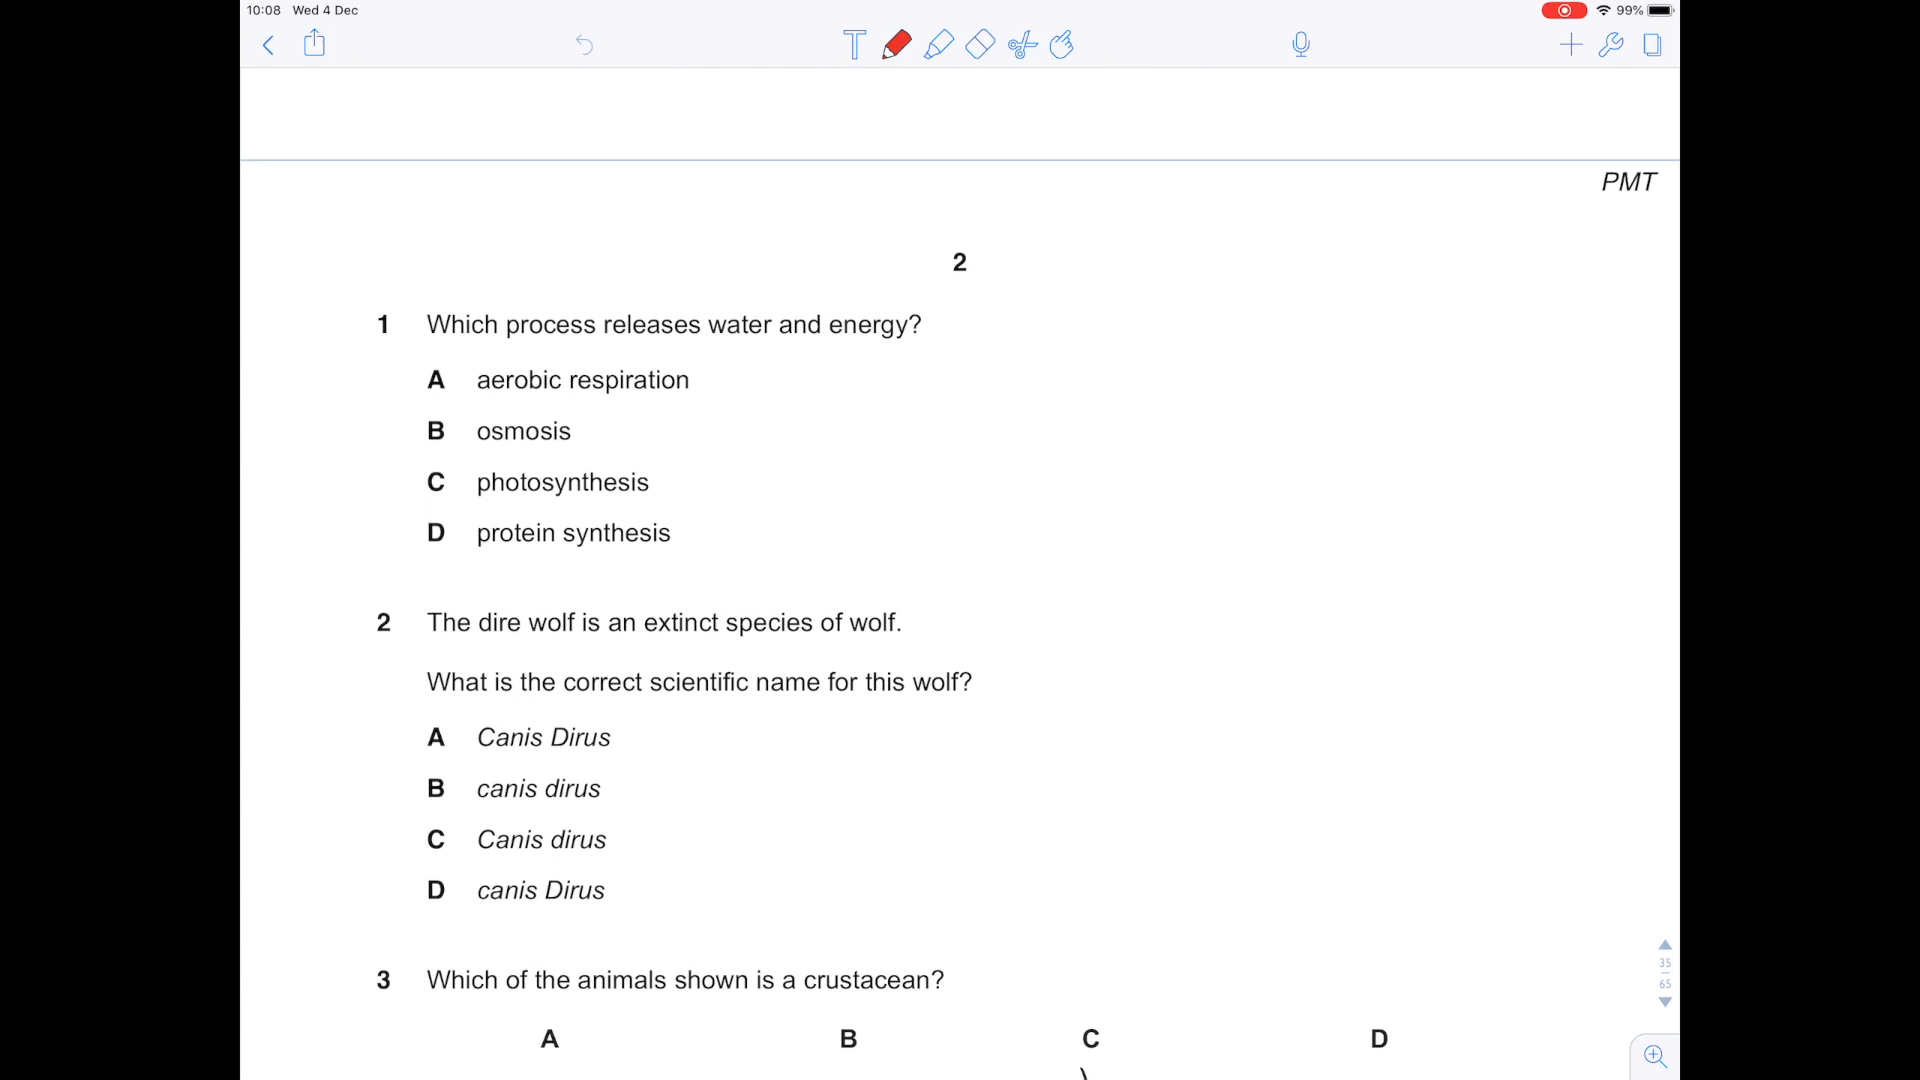 10:08 Wed 4 Dec
99%
PMT
2
1 Which process releases water and energy?
A aerobic respiration
B osmosis
C photosynthesis
D protein synthesis
2 The dire wolf is an extinct species of wolf.
What is the correct scientific name for this wolf?
A Canis Dirus
B canis dirus
C Canis dirus
D canis Dirus
35
65
3 Which of the animals shown is a crustacean?
A B C D